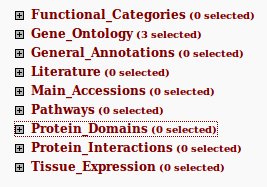 Functional_Categories (0 selected)
Gene_Ontology (3 selected)
General_Annotations (0 selected)
Literature (0 selected)
Main_Accessions (0 selected)
Pathways (0 selected)
Protein_Domains (0 selected)
Protein_Interactions (0 selected)
Tissue_Expression (0 selected)